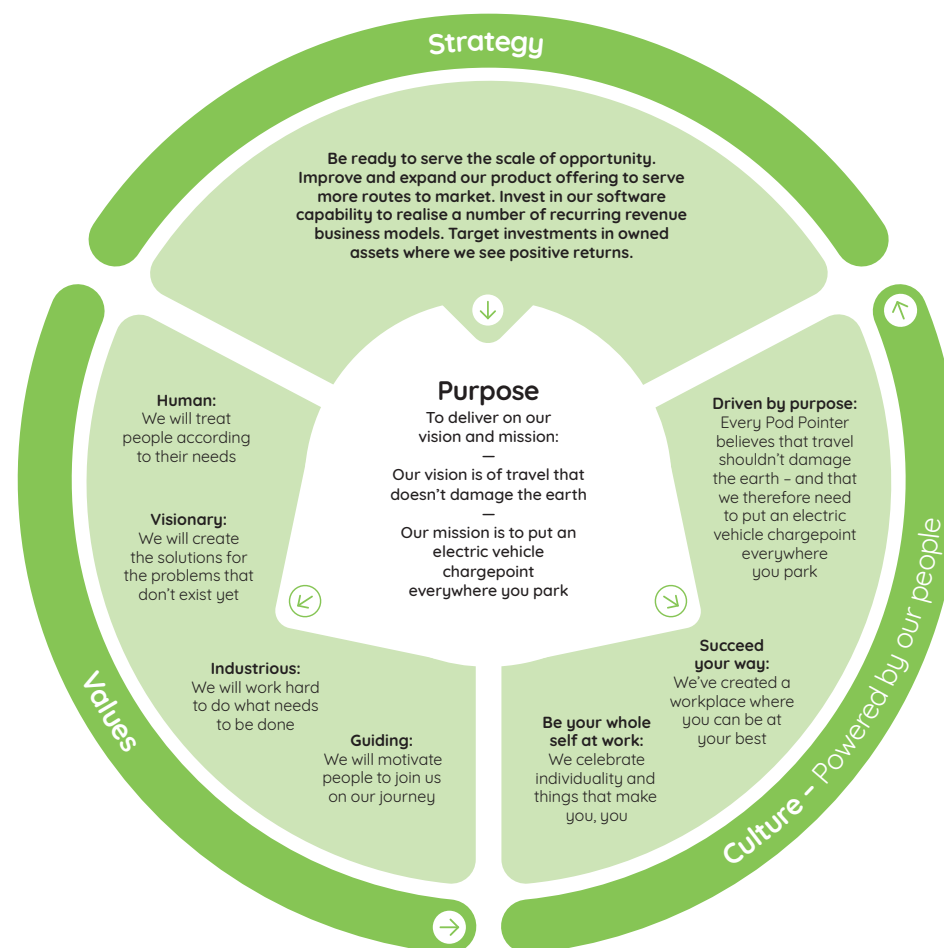 Strategy
Be ready to serve the scale of opportunity.
Improve and expand our product offering to serve
more routes to market. Invest in our software
capability to realise a number of recurring revenue
business models. Target investments in owned
assets where we see positive returns.
Purpose
To deliver on our
vision and mission:
—
Our vision is of travel that
doesn’t damage the earth
—
Our mission is to put an
electric vehicle
chargepoint
everywhere you park
Values
Human:
We will treat
people according
to their needs
Visionary:
We will create
the solutions for
the problems that
don’t exist yet
Industrious:
We will work hard
to do what needs
to be done
Guiding:
We will motivate
people to join us
on our journey
Culture – Powered by our people
Driven by purpose:
Every Pod Pointer
believes that travel
shouldn’t damage
the earth – and that
we therefore need
to put an electric
vehicle chargepoint
everywhere
you park
Succeed
your way:
We’ve created a
workplace where
you can be at
your best
Be your whole
self at work:
We celebrate
individuality and
things that make
you, you